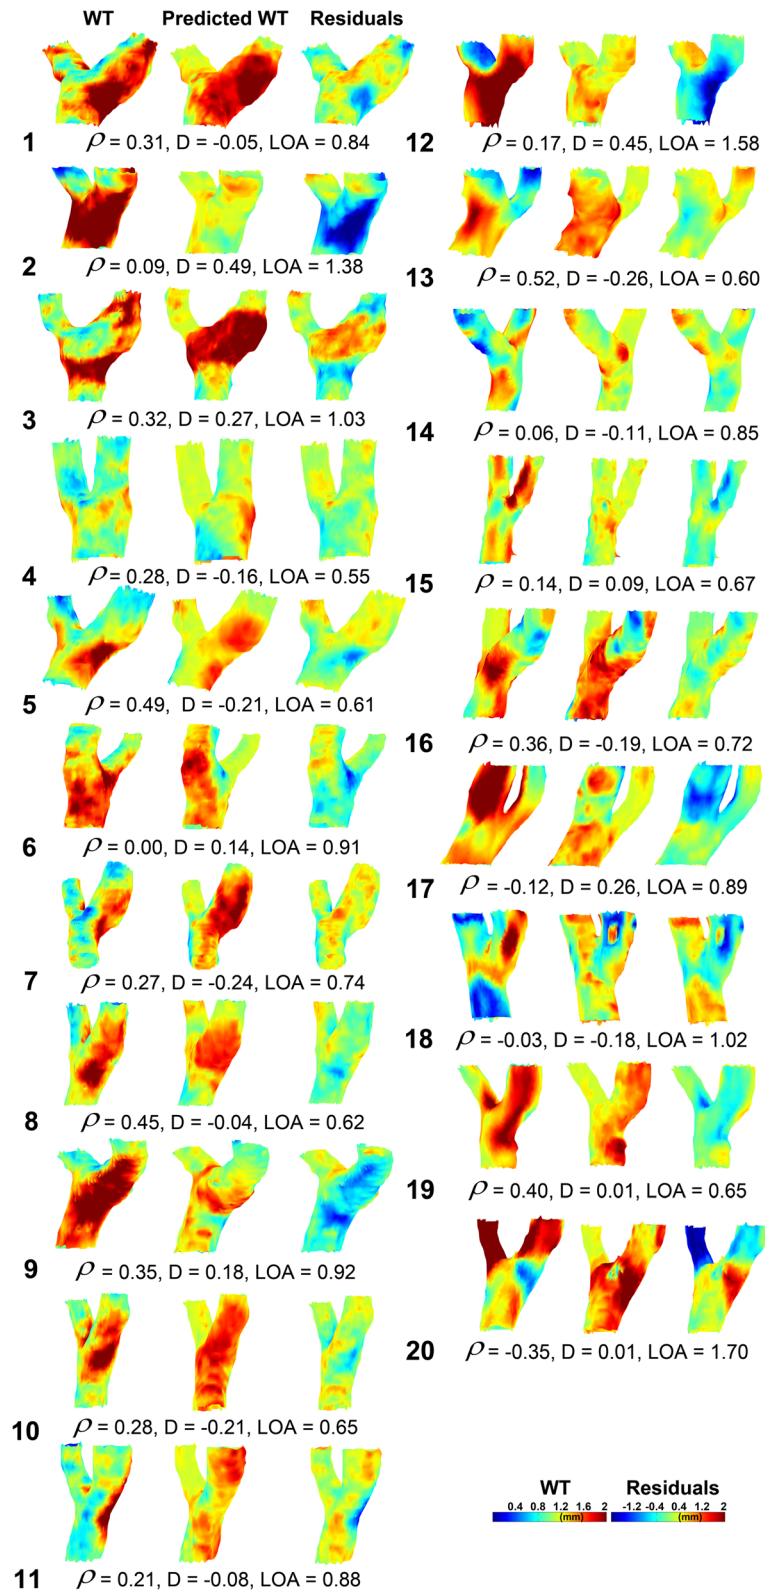 WT Predicted WT Residuals
1 ρ = 0.31, D = -0.05, LOA = 0.84
2 ρ = 0.09, D = 0.49, LOA = 1.38
3 ρ = 0.32, D = 0.27, LOA = 1.03
4 ρ = 0.28, D = -0.16, LOA = 0.55
5 ρ = 0.49, D = -0.21, LOA = 0.61
6 ρ = 0.00, D = 0.14, LOA = 0.91
7 ρ = 0.27, D = -0.24, LOA = 0.74
8 ρ = 0.45, D = -0.04, LOA = 0.62
9 ρ = 0.35, D = 0.18, LOA = 0.92
10 ρ = 0.28, D = -0.21, LOA = 0.65
11 ρ = 0.21, D = -0.08, LOA = 0.88
12 ρ = 0.17, D = 0.45, LOA = 1.58
13 ρ = 0.52, D = -0.26, LOA = 0.60
14 ρ = 0.06, D = -0.11, LOA = 0.85
15 ρ = 0.14, D = 0.09, LOA = 0.67
16 ρ = 0.36, D = -0.19, LOA = 0.72
17 ρ = -0.12, D = 0.26, LOA = 0.89
18 ρ = -0.03, D = -0.18, LOA = 1.02
19 ρ = 0.40, D = 0.01, LOA = 0.65
20 ρ = -0.35, D = 0.01, LOA = 1.70
WT Residuals
0.4 0.8 1.2 1.6 2 -1.2 -0.4 0.4 1.2 2
(mm) (mm)